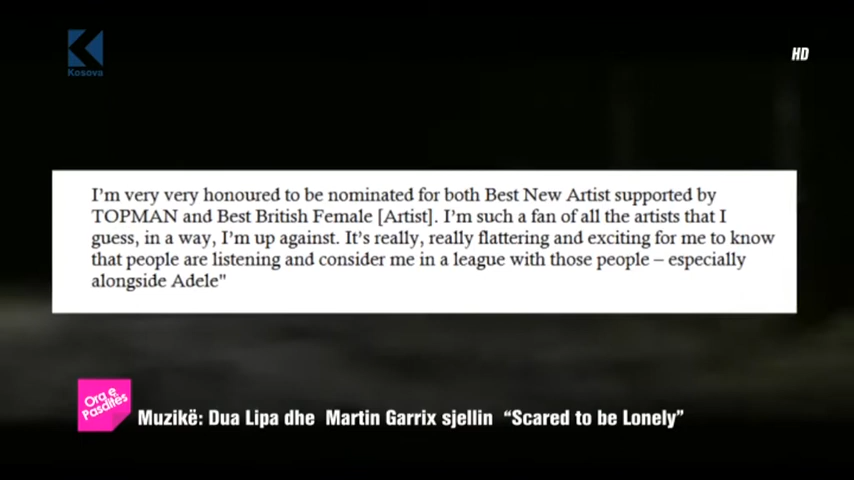 Kosova
HD
I'm very very honoured to be nominated for both Best New Artist supported by
TOPMAN and Best British Female [Artist]. I'm such a fan of all the artists that I
guess, in a way, I'm up against. It's really, really flattering and exciting for me to know
that people are listening and consider me in a league with those people – especially
alongside Adele"
Ora e
Pasdites
Muzikë: Dua Lipa dhe Martin Garrix sjellin “Scared to be Lonely”